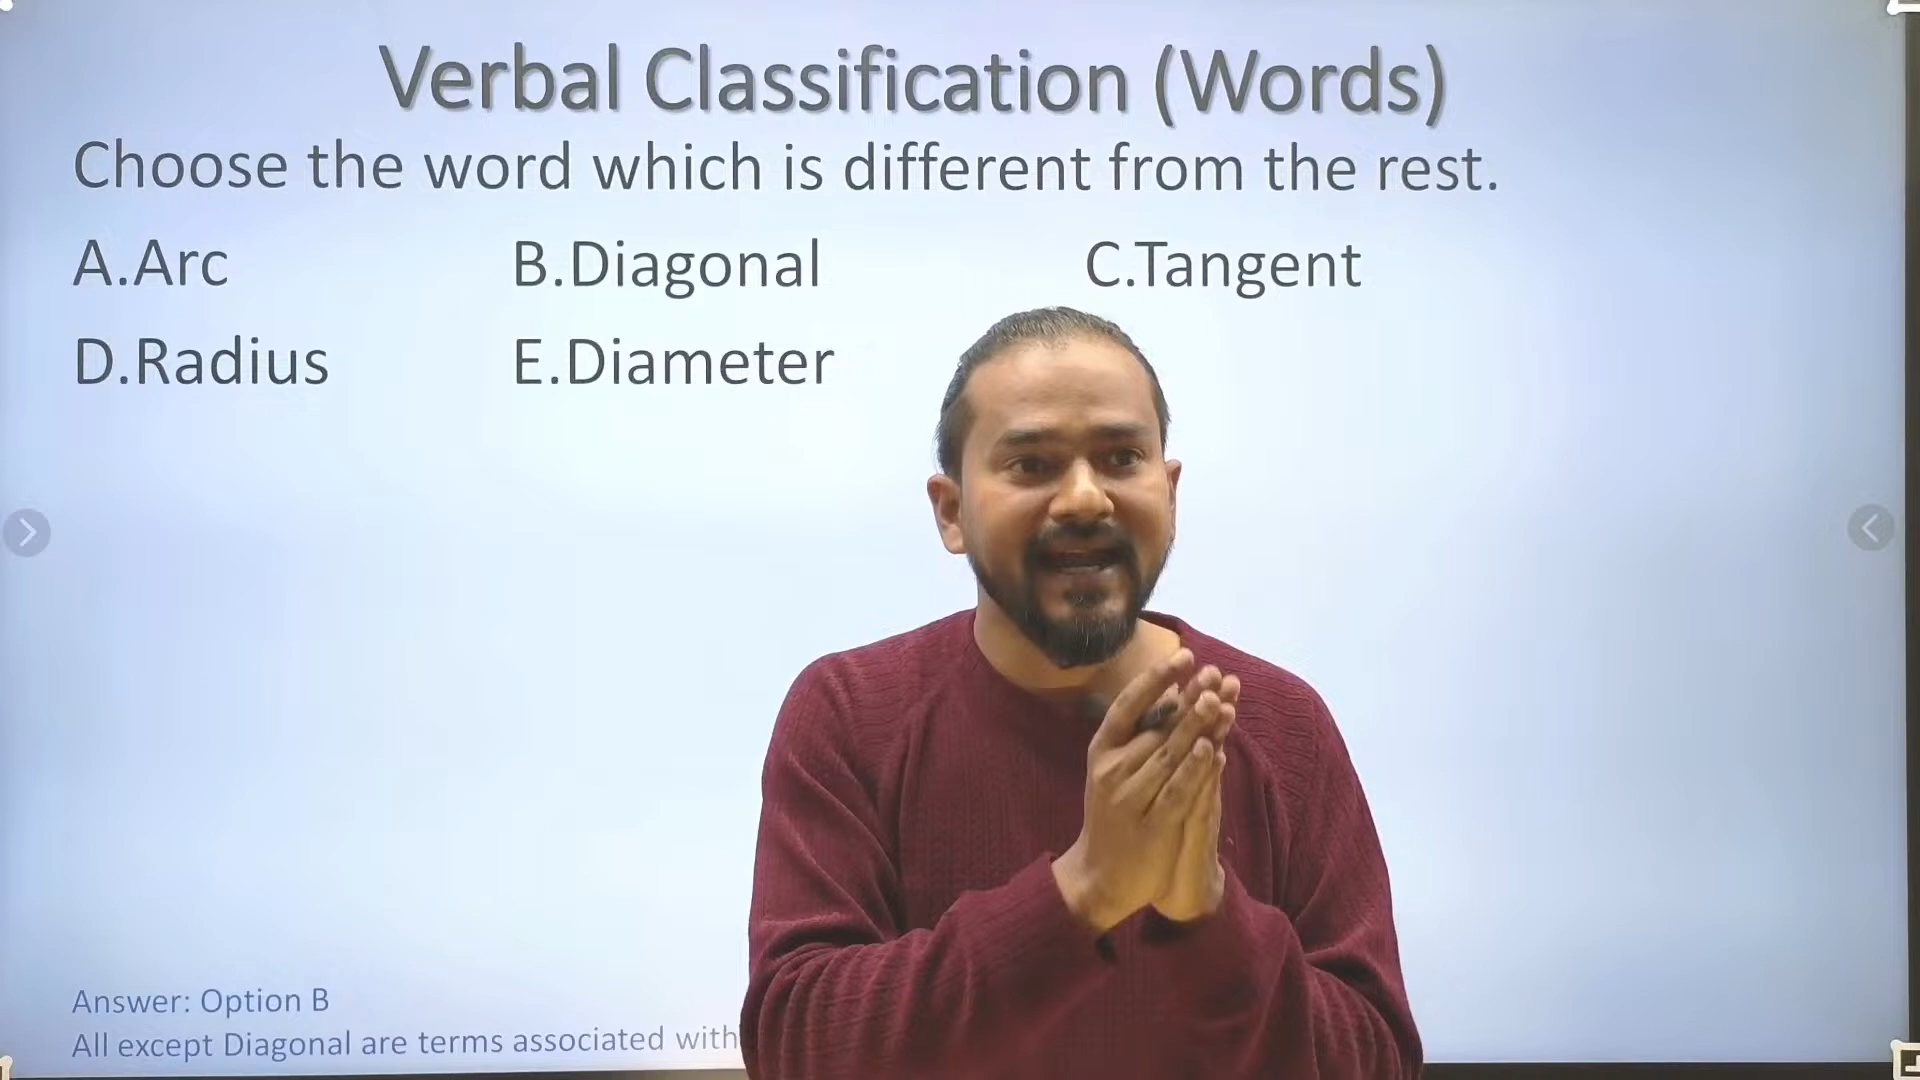 Verbal Classification (Words)
Choose the word which is different from the rest.
A.Arc B.Diagonal C.Tangent
D.Radius E.Diameter
Answer: Option B
All except Diagonal are terms associated with